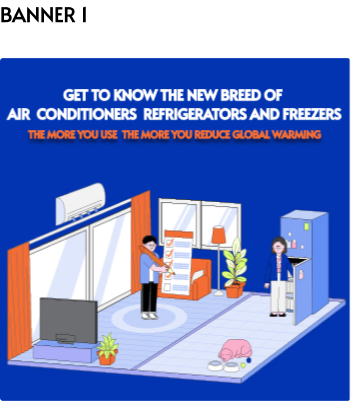 BANNER 1
GET TO KNOW THE NEW BREED OF
AIR CONDITIONERS REFRIGERATORS AND FREEZERS
THE MORE YOU USE THE MORE YOU REDUCE GLOBAL WARMING